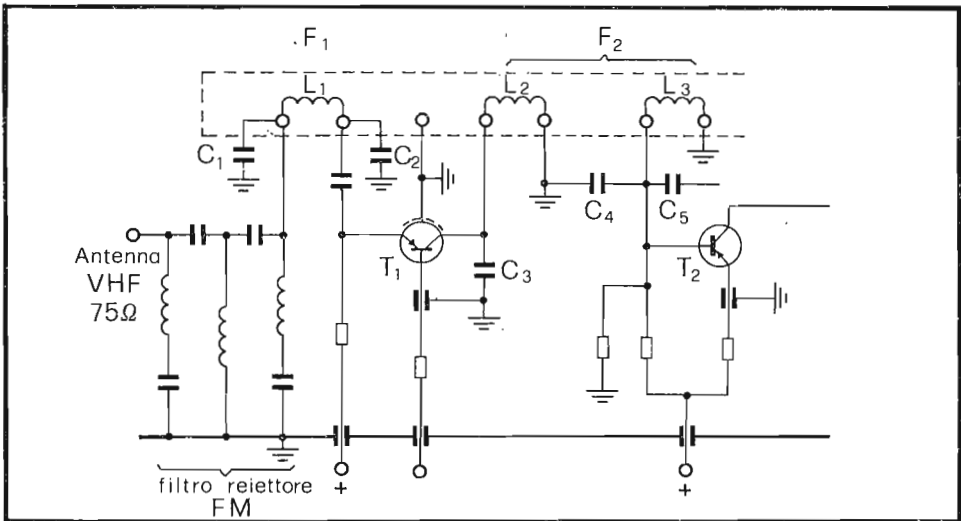 F₁
F₂
L₁
L₂
L₃
C₁
C₂
C₄
C₅
Antenna
VHF
75Ω
T₁
C₃
T₂
+
+
filtro reiettore
FM